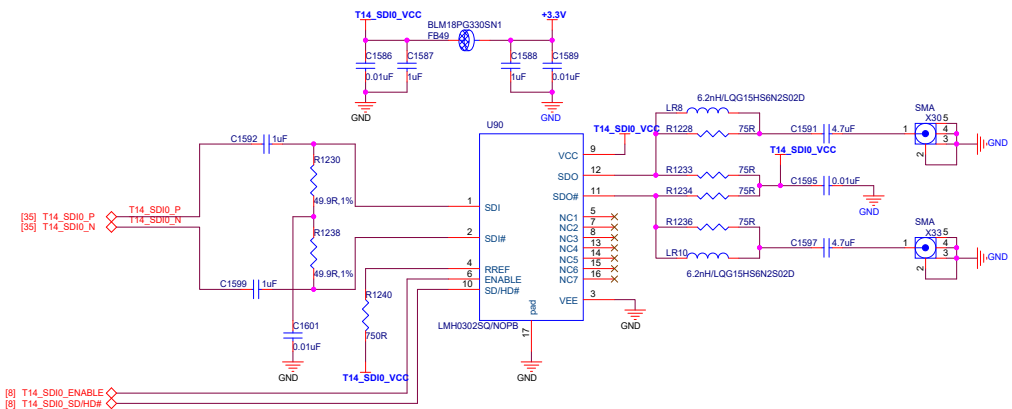 T14_SDI0_VCC
BLM18PG330SN1
FB49
+3.3V
C1586
0.01uF
C1587
1uF
C1588
1uF
C1589
0.01uF
GND
GND
C1592
1uF
R1230
49.9R,1%
[35] T14_SDI0_P
T14_SDI0_P
[35] T14_SDI0_N
T14_SDI0_N
R1238
49.9R,1%
C1599
1uF
C1601
0.01uF
GND
R1240
750R
T14_SDI0_VCC
[8] T14_SDI0_ENABLE
[8] T14_SDI0_SD/HD#
U90
1 SDI
2 SDI#
4 RREF
6 ENABLE
10 SD/HD#
VCC 9
SDO 12
SDO# 11
NC1 5
NC2 7
NC3 8
NC4 13
NC5 14
NC6 15
NC7 16
VEE 3
pad
17
LMH0302SQ/NOPB
GND
GND
T14_SDI0_VCC
6.2nH/LQG15HS6N2S02D
LR8
R1228 75R
R1233 75R
R1234 75R
R1236 75R
LR10
6.2nH/LQG15HS6N2S02D
C1591 4.7uF
T14_SDI0_VCC
C1595 0.01uF
GND
C1597 4.7uF
SMA
X30
1
2
5
4
3
GND
SMA
X33
1
2
5
4
3
GND